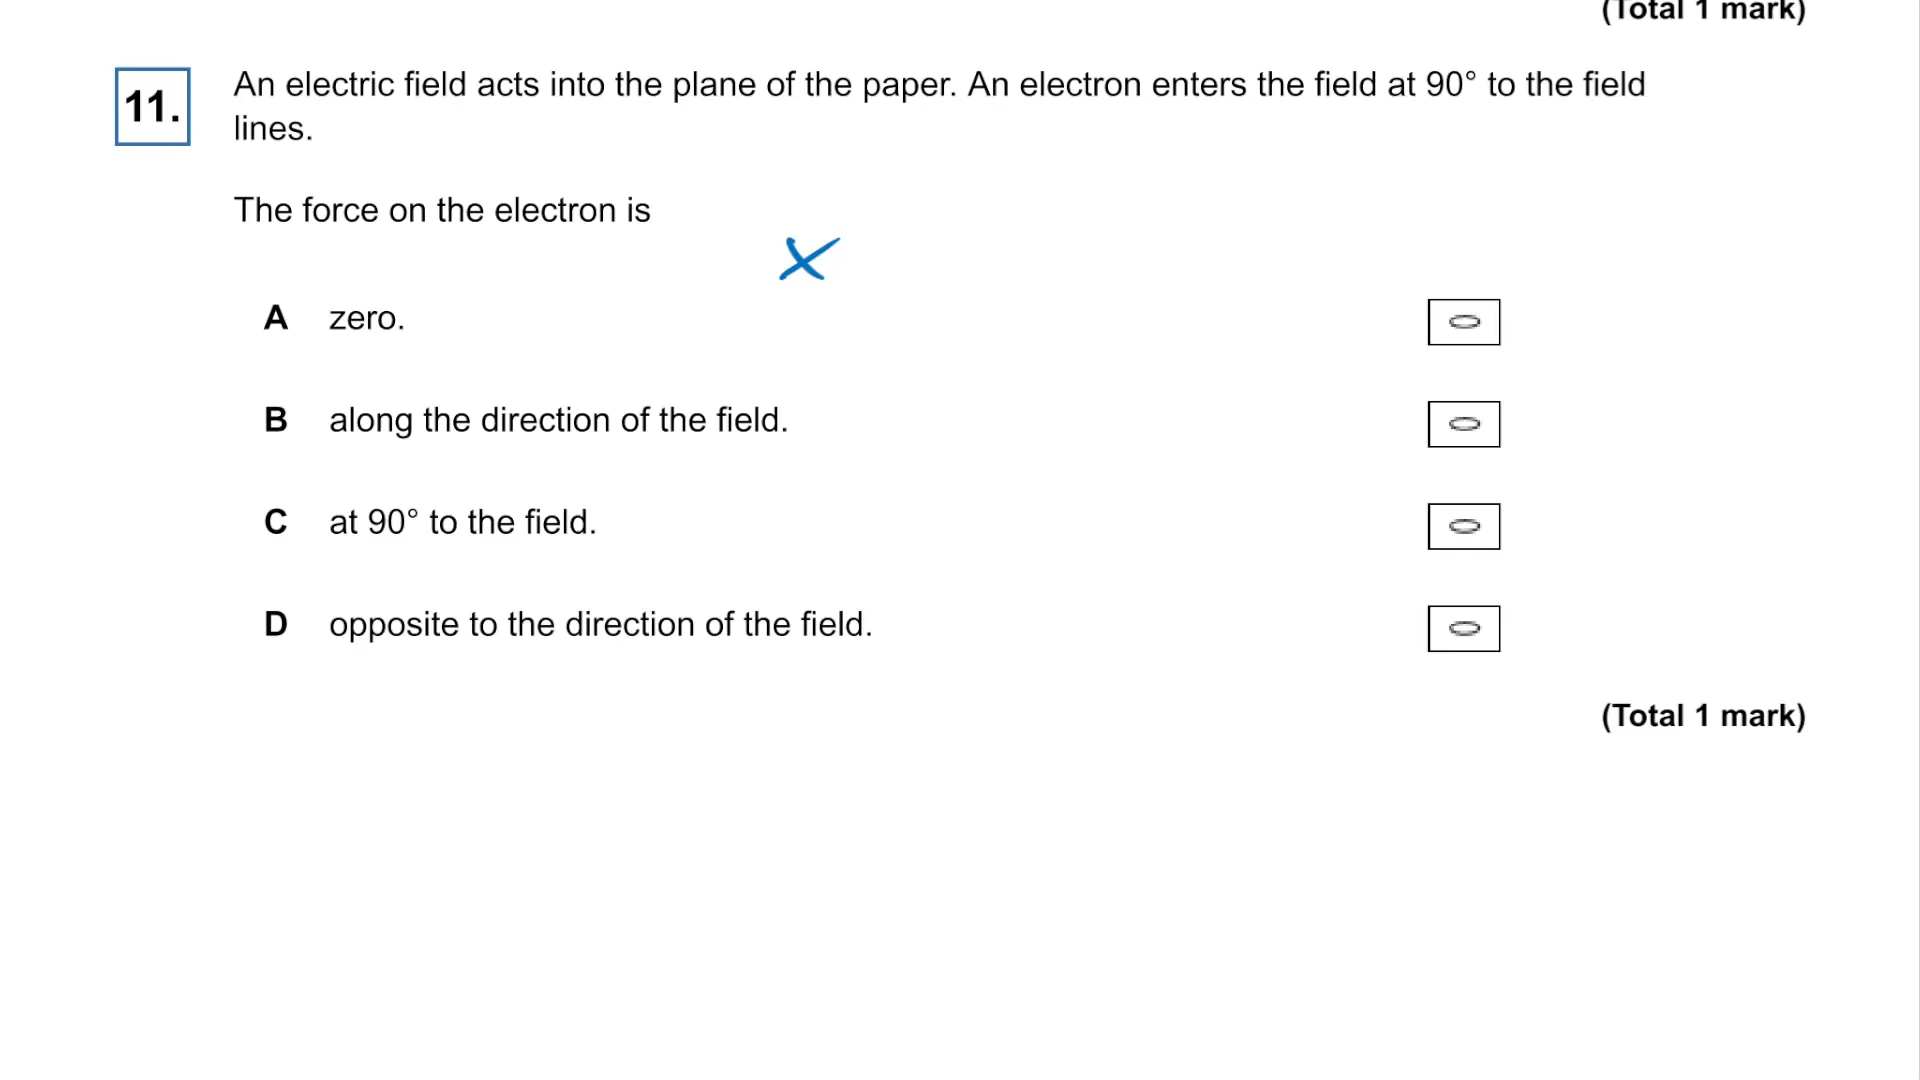 (Total 1 mark)
11. An electric field acts into the plane of the paper. An electron enters the field at 90° to the field
lines.
The force on the electron is
X
A zero.
B along the direction of the field.
C at 90° to the field.
D opposite to the direction of the field.
(Total 1 mark)